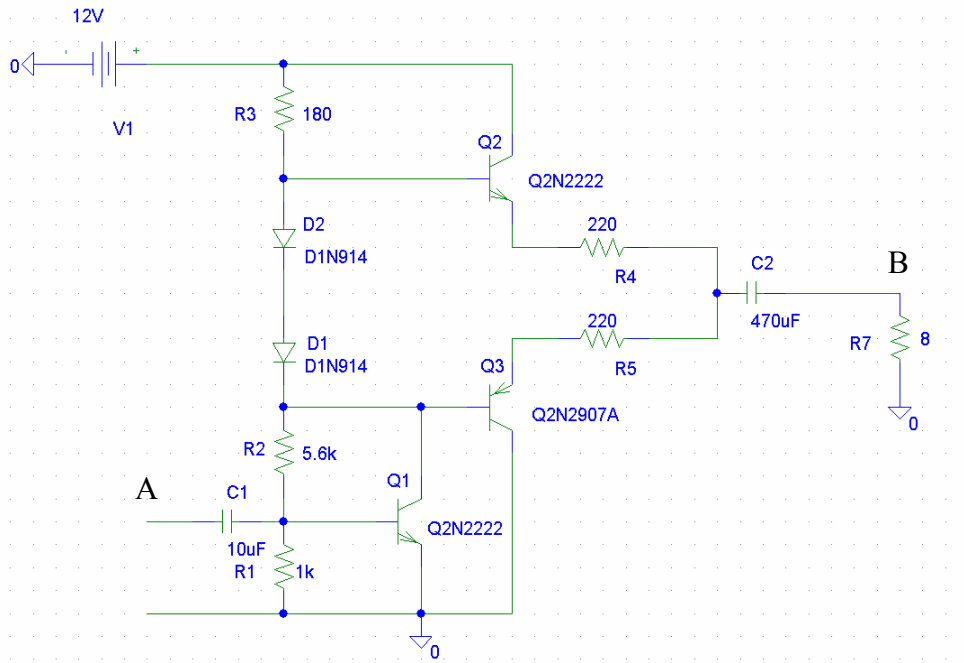 12V
- +
0
V1
R3 180
Q2
Q2N2222
D2
D1N914
220
R4
C2
B
470uF
R7 8
0
220
R5
D1
D1N914
Q3
Q2N2907A
R2 5.6k
A
C1
10uF
Q1
Q2N2222
R1 1k
0